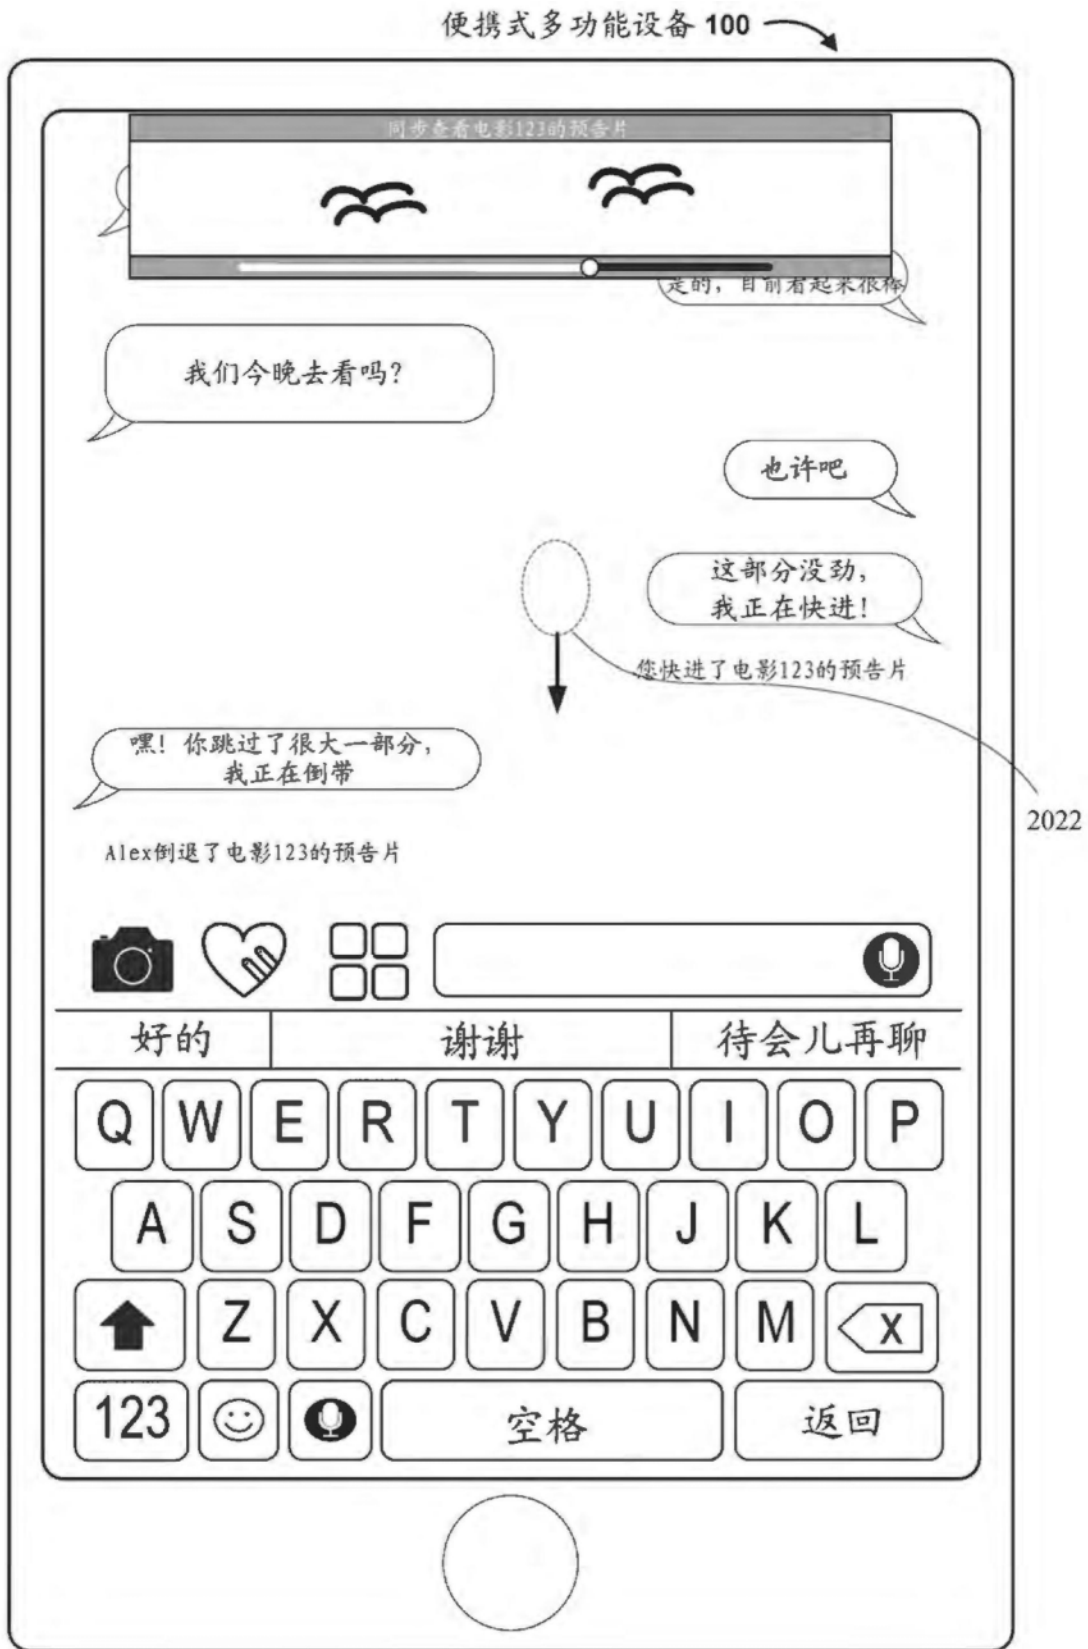 便携式多功能设备 100
同步查看电影123的预告片
是的，目前看起来很棒
我们今晚去看吗？
也许吧
这部分没劲，
我正在快进！
您快进了电影123的预告片
嘿！你跳过了很大一部分，
我正在倒带
2022
Alex倒退了电影123的预告片
好的 谢谢 待会儿再聊
Q W E R T Y U I O P
A S D F G H J K L
Z X C V B N M X
123 空格 返回